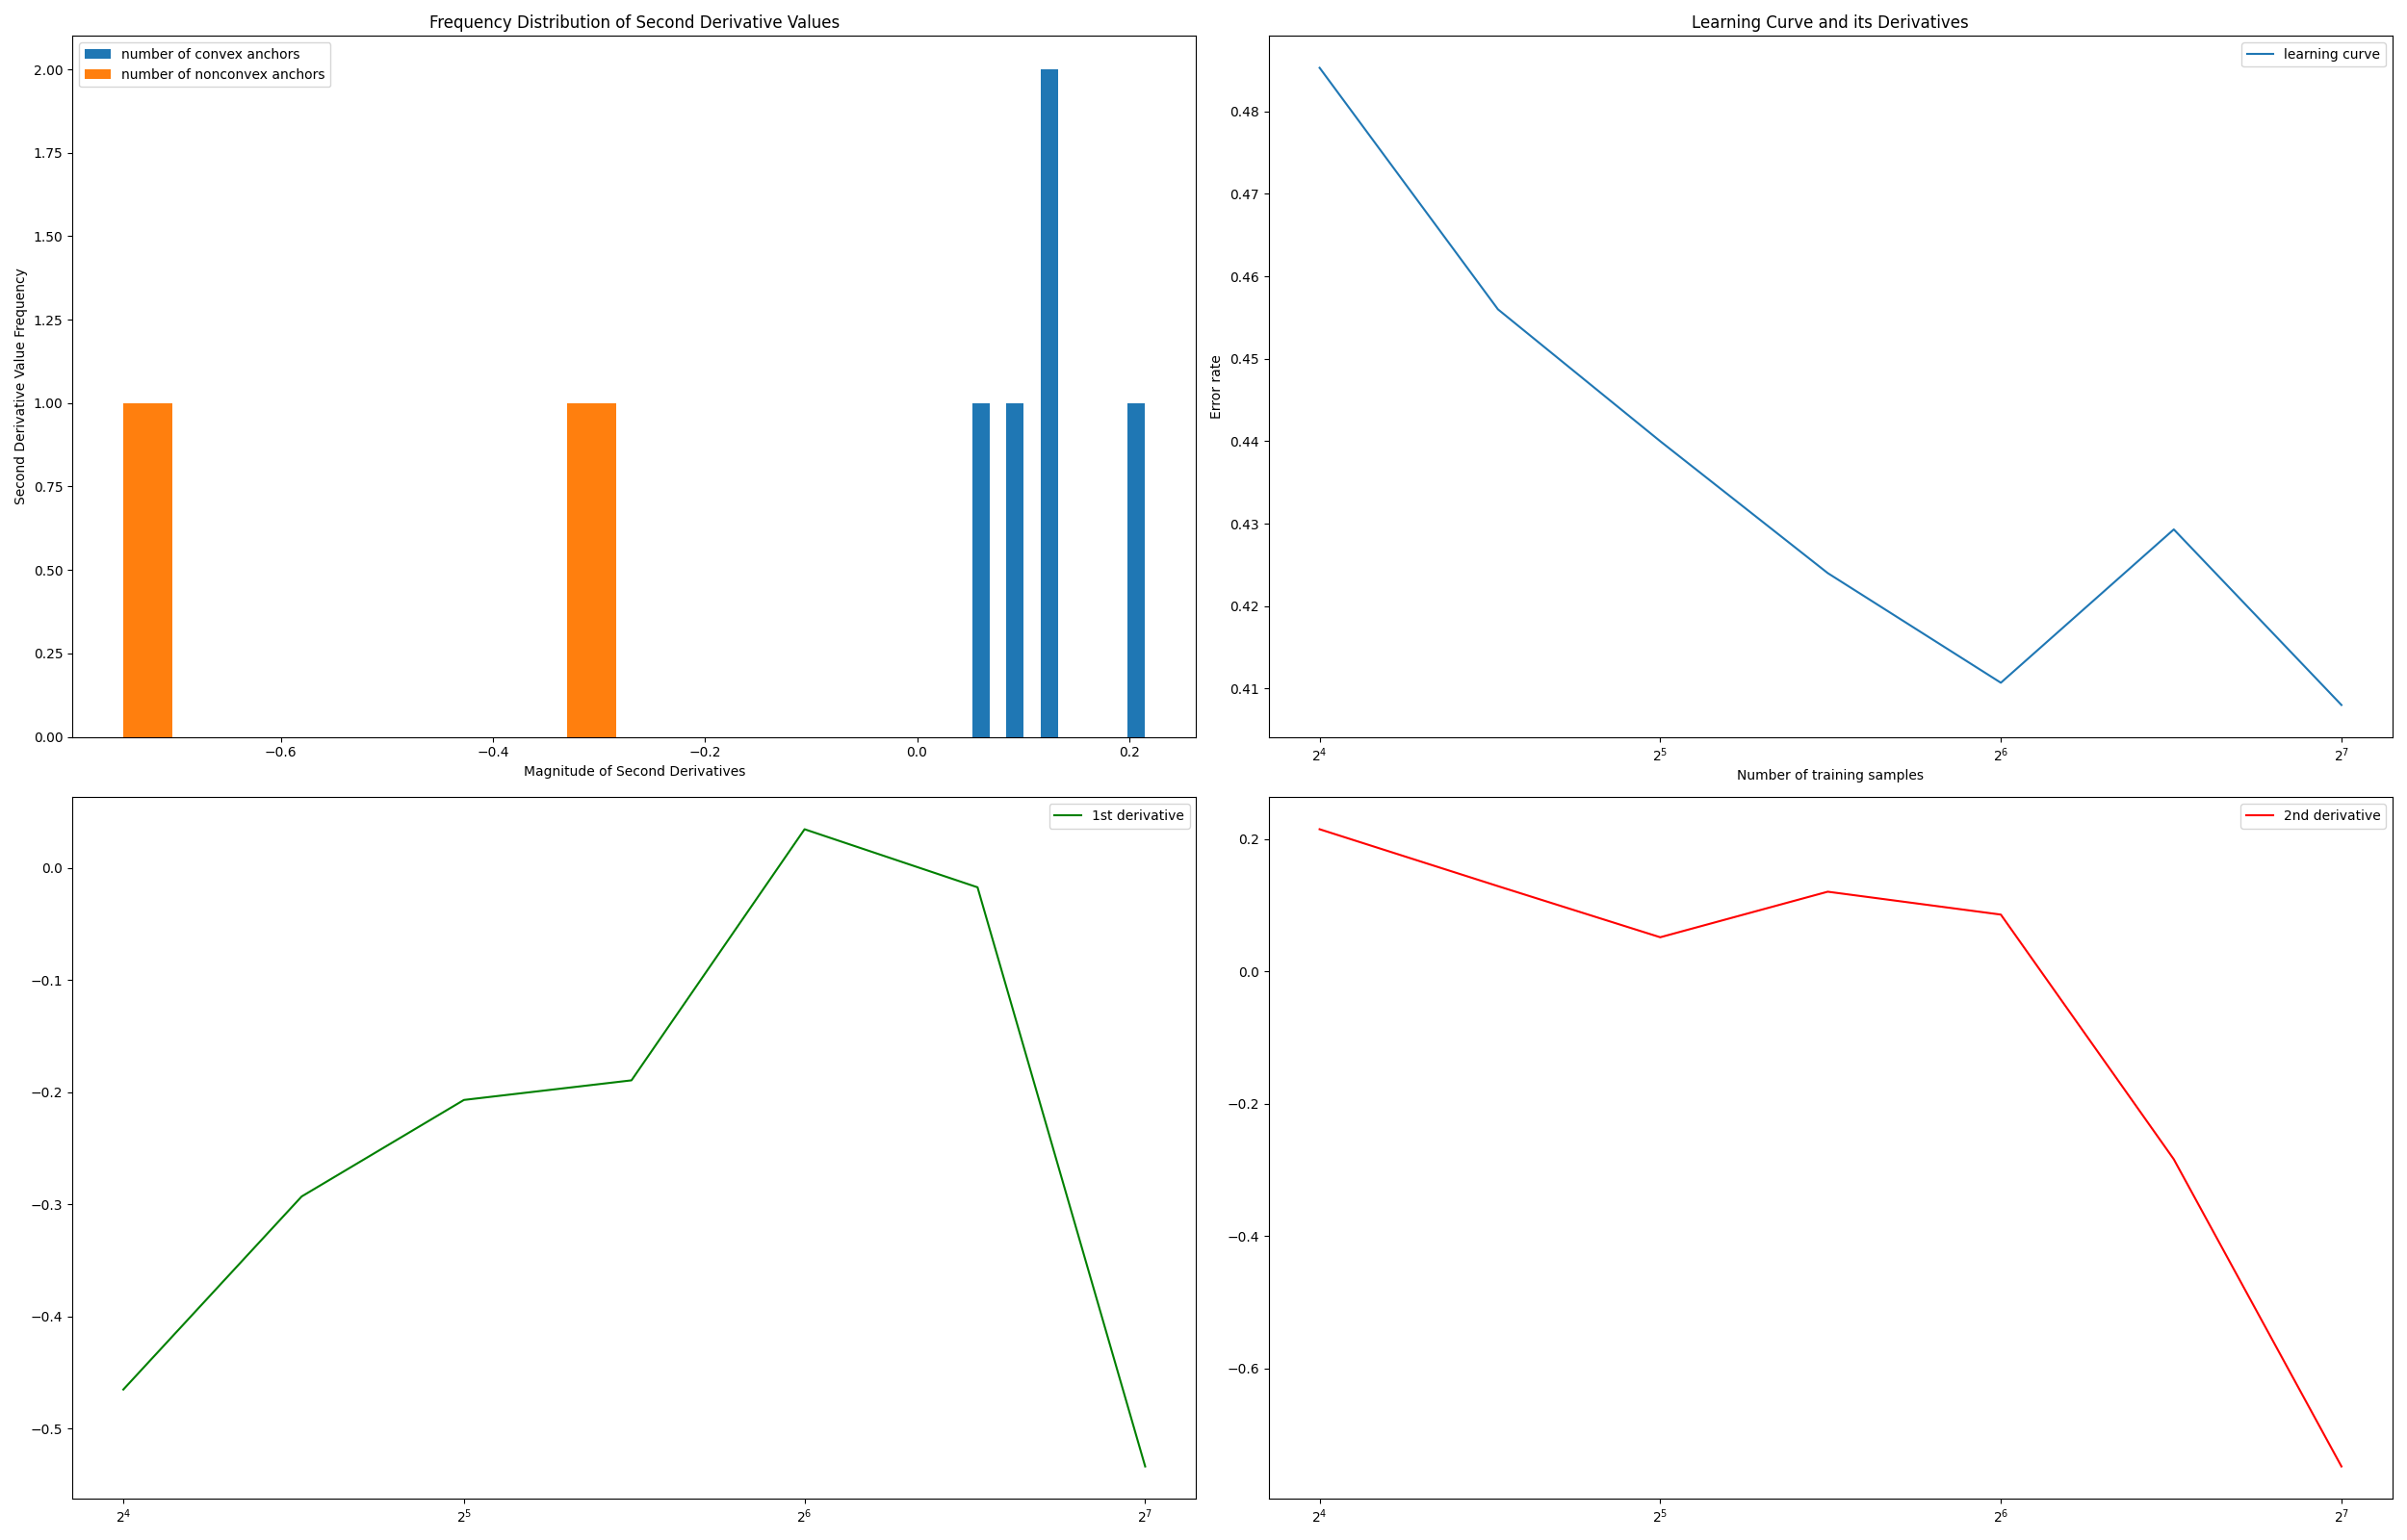 Frequency Distribution of Second Derivative Values
number of convex anchors
number of nonconvex anchors
2.00
1.75
1.50
1.25
1.00
0.75
0.50
0.25
0.00
Second Derivative Value Frequency
−0.6 −0.4 −0.2 0.0 0.2
Magnitude of Second Derivatives
Learning Curve and its Derivatives
learning curve
0.48
0.47
0.46
0.45
0.44
0.43
0.42
0.41
Error rate
2⁴ 2⁵ 2⁶ 2⁷
Number of training samples
1st derivative
0.0
−0.1
−0.2
−0.3
−0.4
−0.5
2⁴ 2⁵ 2⁶ 2⁷
2nd derivative
0.2
0.0
−0.2
−0.4
−0.6
2⁴ 2⁵ 2⁶ 2⁷